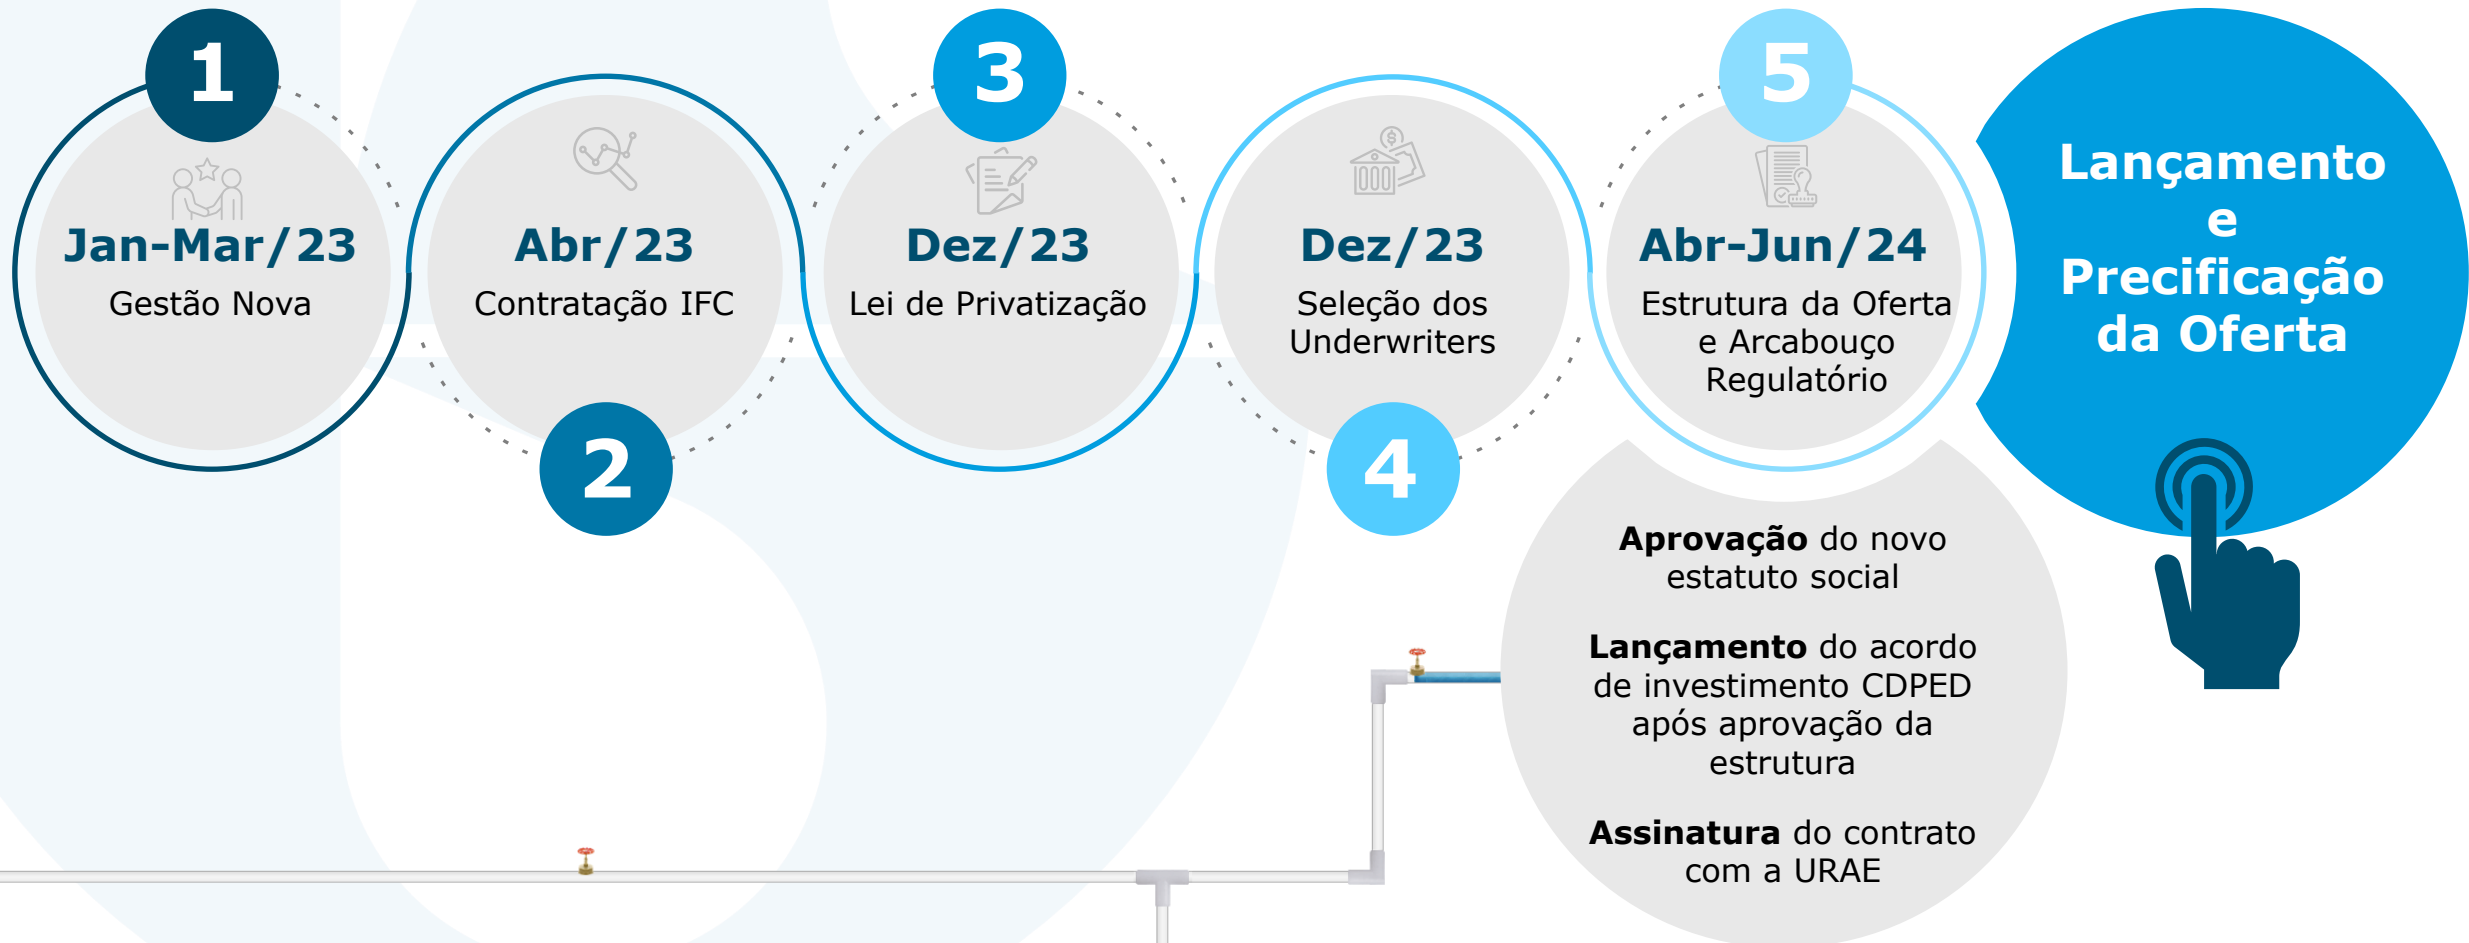 1
Jan-Mar/23
Gestão Nova
2
Abr/23
Contratação IFC
3
Dez/23
Lei de Privatização
4
Dez/23
Seleção dos
Underwriters
5
Abr-Jun/24
Estrutura da Oferta
e Arcabouço
Regulatório
Aprovação do novo
estatuto social
Lançamento do acordo
de investimento CDPED
após aprovação da
estrutura
Assinatura do contrato
com a URAE
Lançamento
e
Precificação
da Oferta